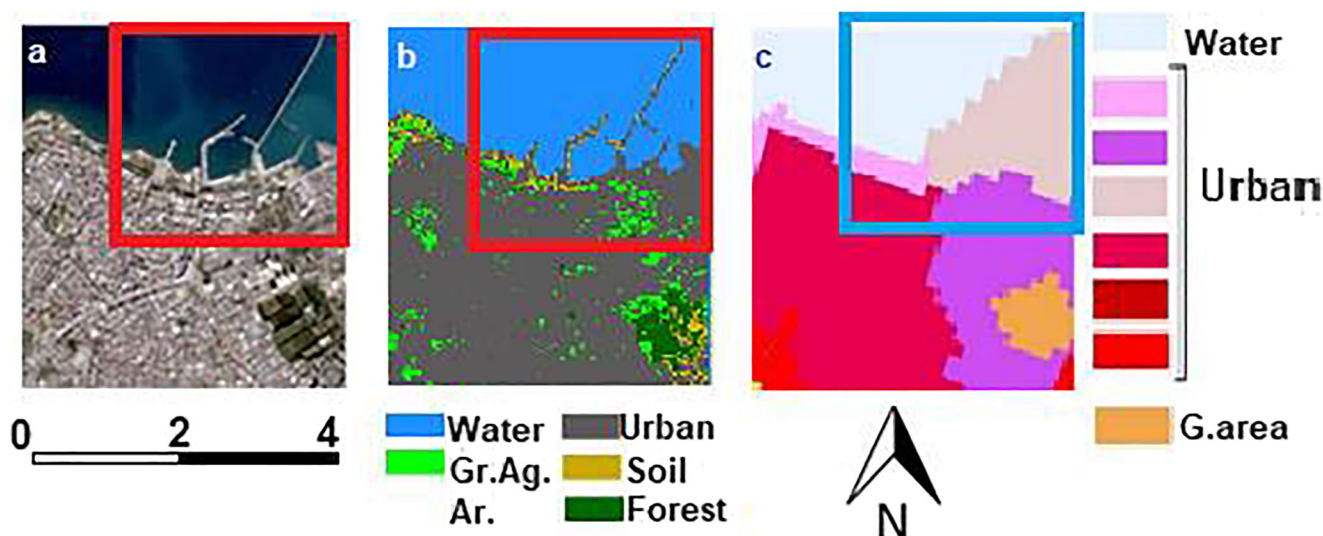 a
b
c
Water
Urban
G.area
0 2 4
Water Urban
Gr.Ag. Soil
Ar. Forest
N